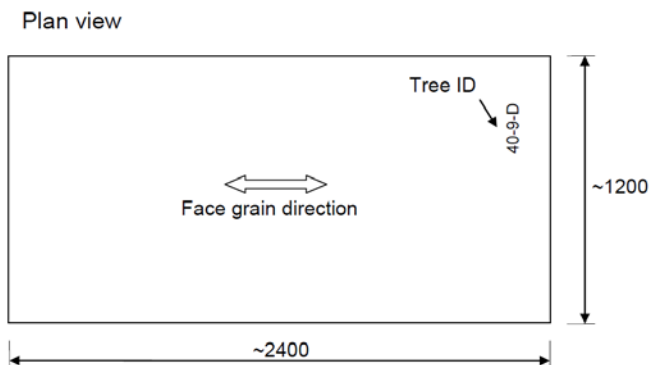 Plan view
Tree ID
40-9-D
Face grain direction
~1200
~2400